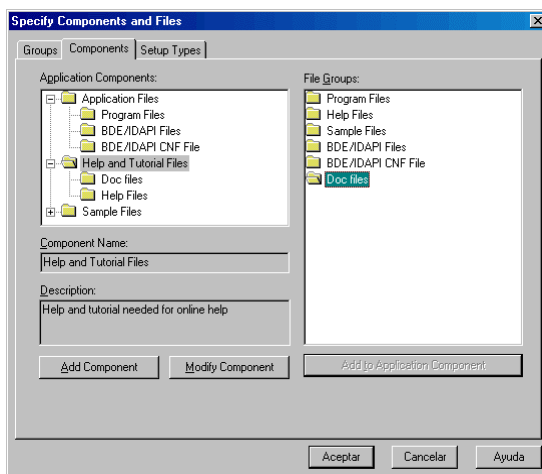 Specify Components and Files
Groups Components Setup Types
Application Components:
Application Files
Program Files
BDE/IDAPI Files
BDE/IDAPI CNF File
Help and Tutorial Files
Doc files
Help Files
Sample Files
Component Name:
Help and Tutorial Files
Description:
Help and tutorial needed for online help
Add Component Modify Component
File Groups:
Program Files
Help Files
Sample Files
BDE/IDAPI Files
BDE/IDAPI CNF File
Doc files
Add to Application Component
Aceptar Cancelar Ayuda